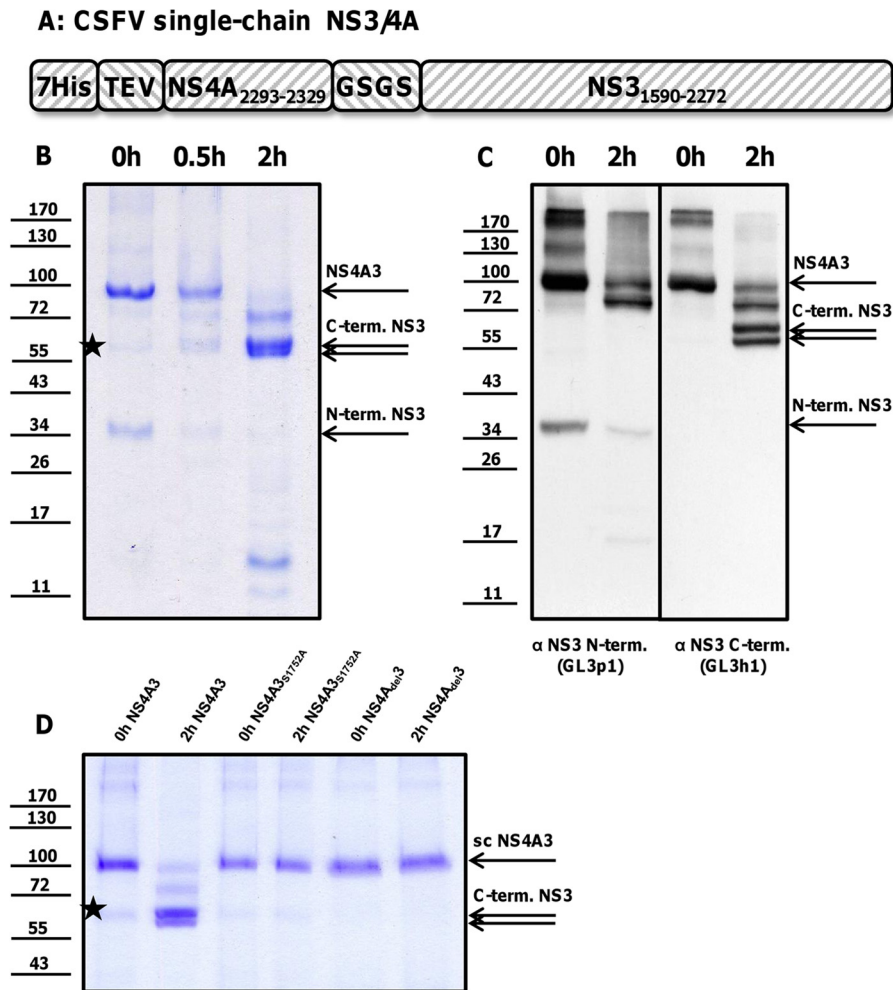 A: CSFV single-chain NS3/4A
7His TEV NS4A2293-2329 GSGS NS31590-2272
B 0h 0.5h 2h
170
130
100
72
55
43
34
26
17
11
NS4A3
C-term. NS3
N-term. NS3
C 0h 2h 0h 2h
170
130
100
72
55
43
34
26
17
11
NS4A3
C-term. NS3
N-term. NS3
α NS3 N-term.
(GL3p1)
α NS3 C-term.
(GL3h1)
D
0h NS4A3
2h NS4A3
0h NS4A3S1752A
2h NS4A3S1752A
0h NS4Adel3
2h NS4Adel3
170
130
100
72
55
43
sc NS4A3
C-term. NS3